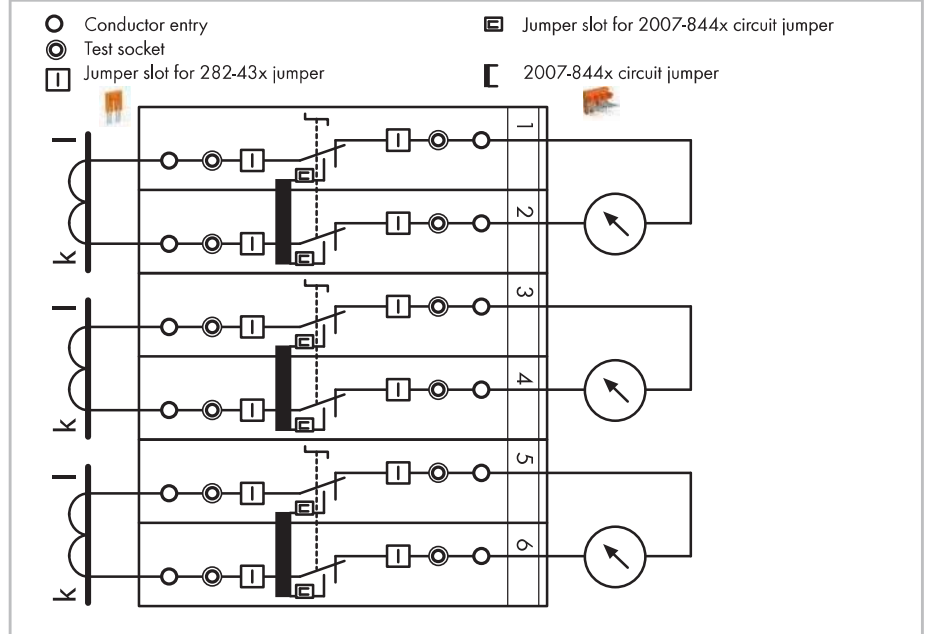 Conductor entry
Test socket
Jumper slot for 282-43x jumper
Jumper slot for 2007-844x circuit jumper
2007-844x circuit jumper
l
k
1
2
l
k
3
4
l
k
5
6